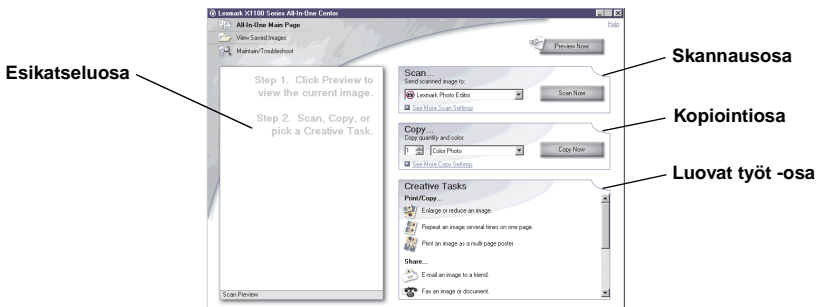 Lexmark X1100 Series All-In-One Center
All-In-One Main Page
Help
View Saved Images
Maintain/Troubleshoot
Preview Now
Esikatseluosa
Step 1. Click Preview to
view the current image.
Step 2. Scan, Copy, or
pick a Creative Task.
Scan Preview
Scan...
Send scanned image to:
Lexmark Photo Editor
Scan Now
See More Scan Settings
Skannausosa
Copy...
Copy quantity and color:
1
Color Photo
Copy Now
See More Copy Settings
Kopiointiosa
Creative Tasks
Luovat työt -osa
Print/Copy...
Enlarge or reduce an image.
Repeat an image several times on one page.
Print an image as a multi-page poster.
Share...
E-mail an image to a friend.
Fax an image or document.